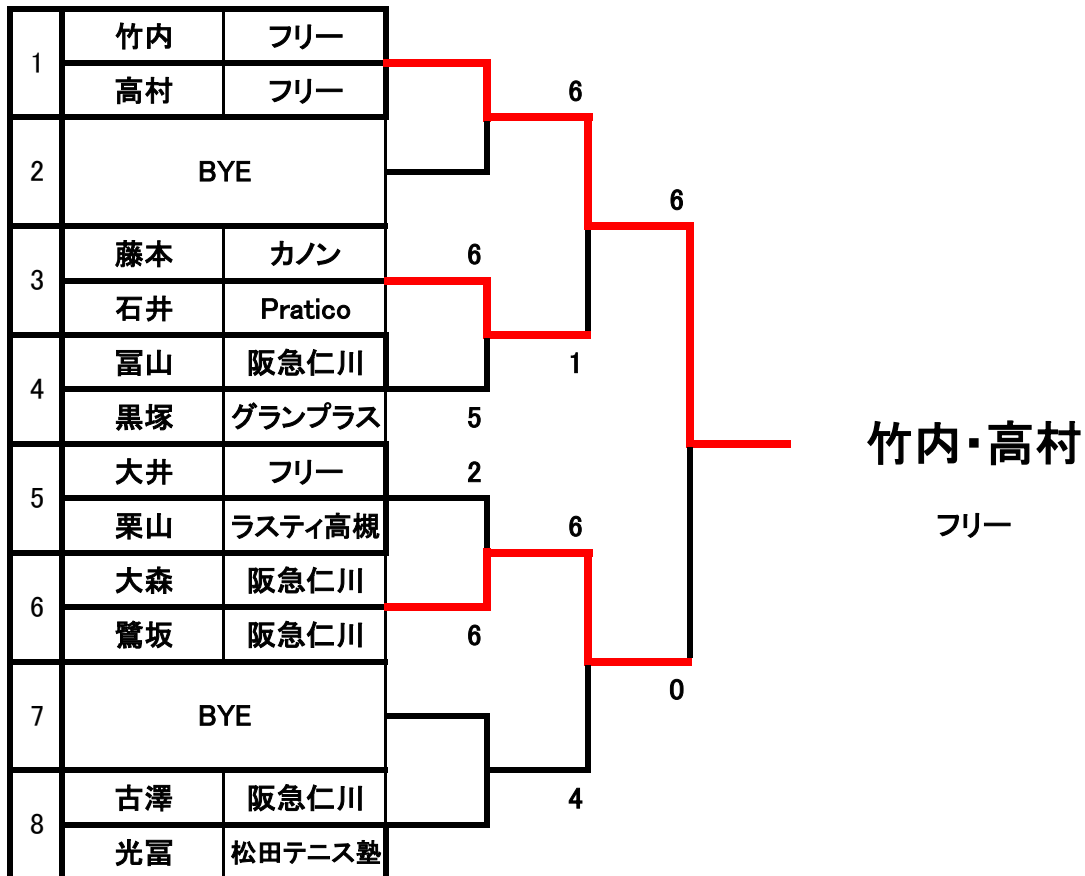 1
竹内 フリー
高村 フリー
2
BYE
3
藤本 カノン
石井 Pratico
4
冨山 阪急仁川
黒塚 グランプラス
5
大井 フリー
栗山 ラスティ高槻
6
大森 阪急仁川
鷺坂 阪急仁川
7
BYE
8
古澤 阪急仁川
光冨 松田テニス塾
6
5
2
6
6
1
6
4
6
0
竹内・高村
フリー